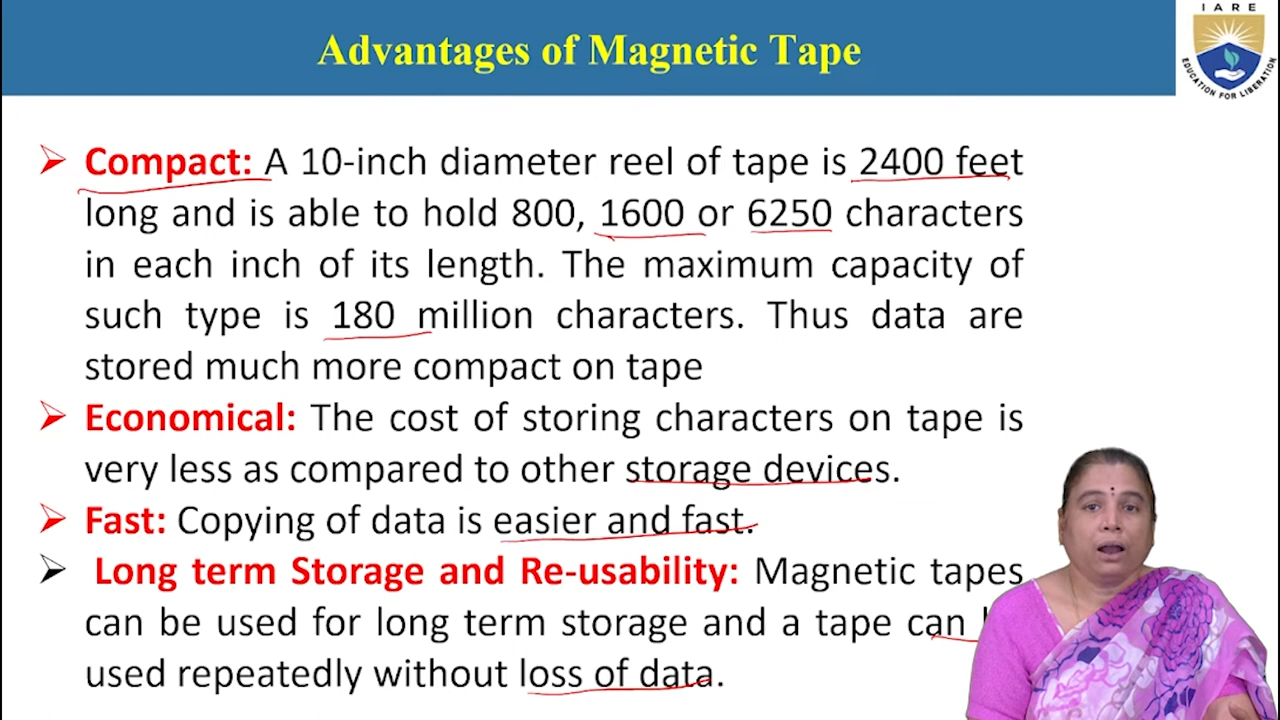 IARE
EDUCATION FOR LIBERATION
Advantages of Magnetic Tape
Compact: A 10-inch diameter reel of tape is 2400 feet
long and is able to hold 800, 1600 or 6250 characters
in each inch of its length. The maximum capacity of
such type is 180 million characters. Thus data are
stored much more compact on tape
Economical: The cost of storing characters on tape is
very less as compared to other storage devices.
Fast: Copying of data is easier and fast.
Long term Storage and Re-usability: Magnetic tapes
can be used for long term storage and a tape can
used repeatedly without loss of data.